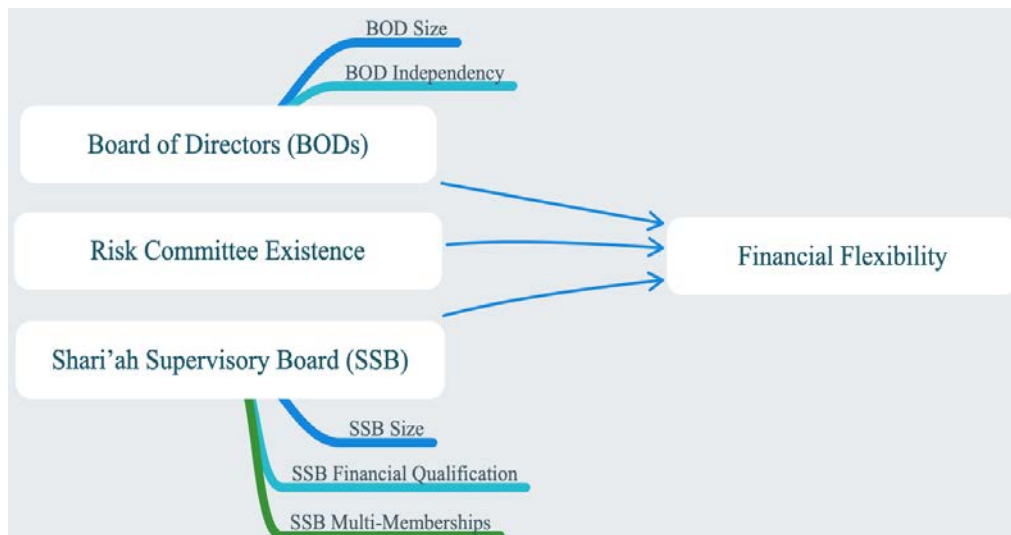 BOD Size
BOD Independency
Board of Directors (BODs)
Risk Committee Existence
Financial Flexibility
Shari’ah Supervisory Board (SSB)
SSB Size
SSB Financial Qualification
SSB Multi-Memberships